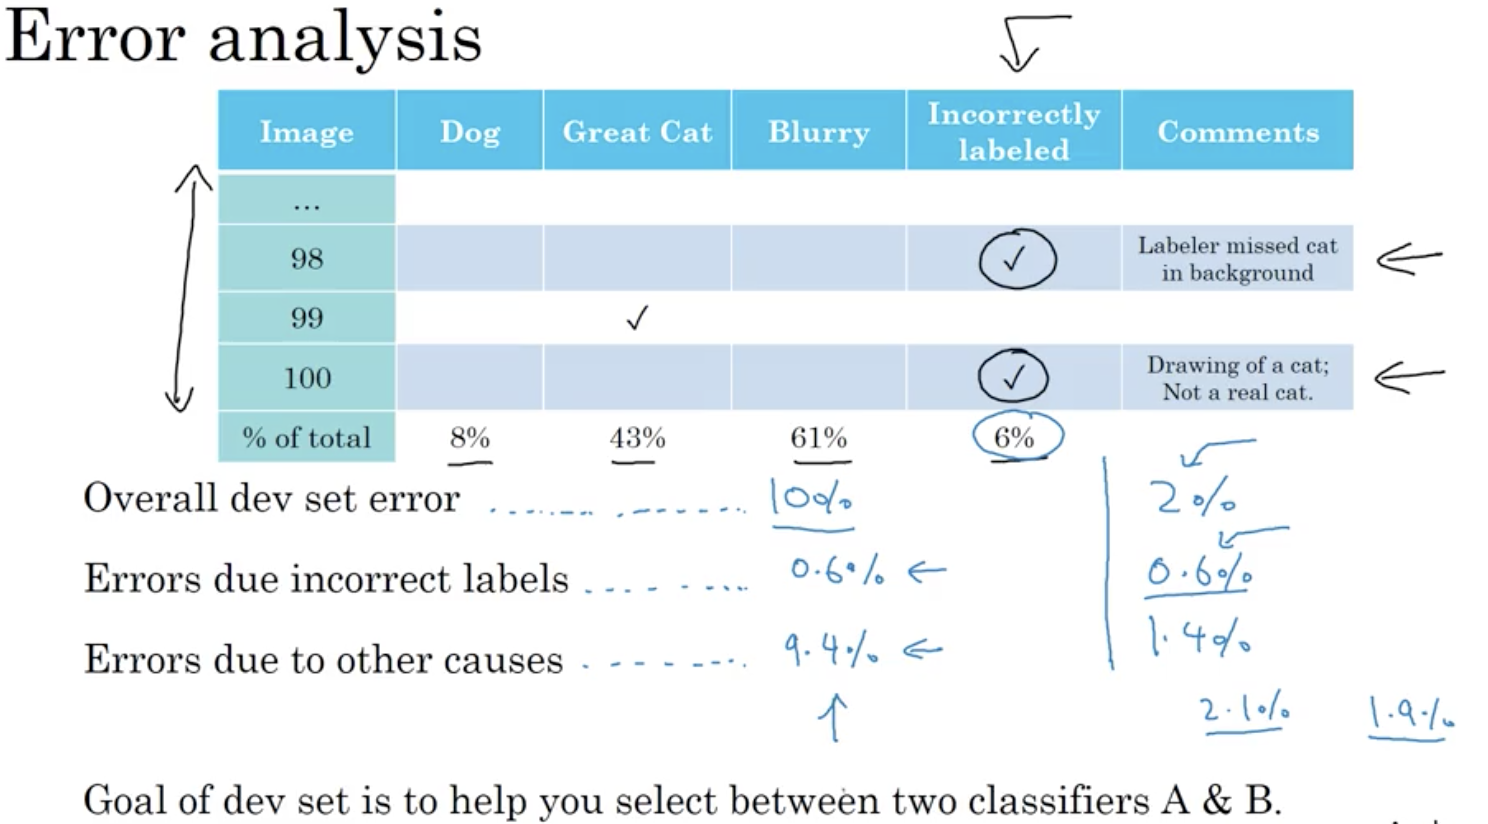 Error analysis
Image Dog Great Cat Blurry Incorrectly labeled Comments
...
98 ✓ Labeler missed cat in background
99 ✓
100 ✓ Drawing of a cat; Not a real cat.
% of total 8% 43% 61% 6%
Overall dev set error 10% 2%
Errors due incorrect labels 0.6% 0.6%
Errors due to other causes 9.4% 1.4%
2.1% 1.9%
Goal of dev set is to help you select between two classifiers A & B.